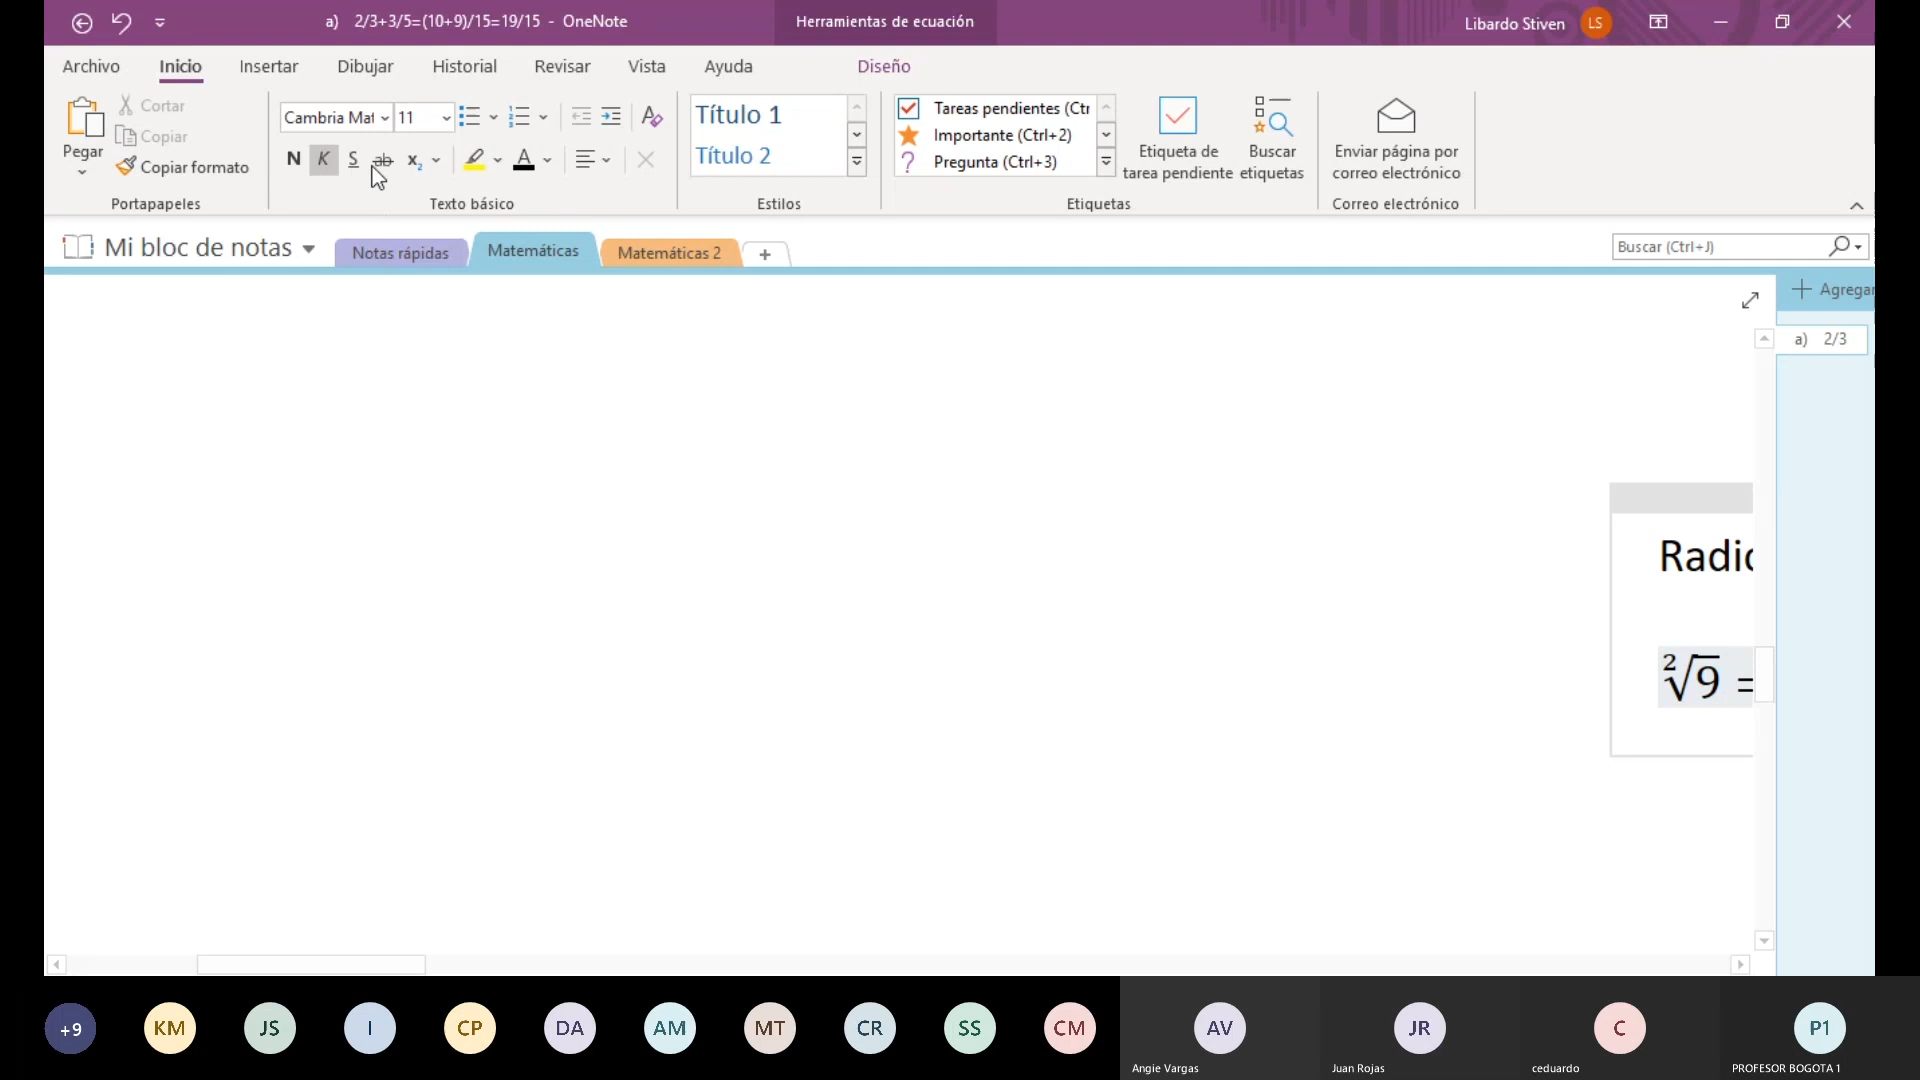 a) 2/3+3/5=(10+9)/15=19/15 - OneNote
Herramientas de ecuación
Libardo Stiven
LS
Archivo Inicio Insertar Dibujar Historial Revisar Vista Ayuda Diseño
Pegar
Cortar
Copiar
Copiar formato
Portapapeles
Cambria Mat 11
N K S ab x₂ A
Texto básico
Título 1
Título 2
Estilos
Tareas pendientes (Ctr
Importante (Ctrl+2)
Pregunta (Ctrl+3)
Etiqueta de
tarea pendiente
Buscar
etiquetas
Etiquetas
Enviar página por
correo electrónico
Correo electrónico
Mi bloc de notas
Notas rápidas
Matemáticas
Matemáticas 2
Buscar (Ctrl+J)
Agregar
a) 2/3
Radic
²√9 =
+9 KM JS I CP DA AM MT CR SS CM AV JR C P1
Angie Vargas
Juan Rojas
ceduardo
PROFESOR BOGOTA 1